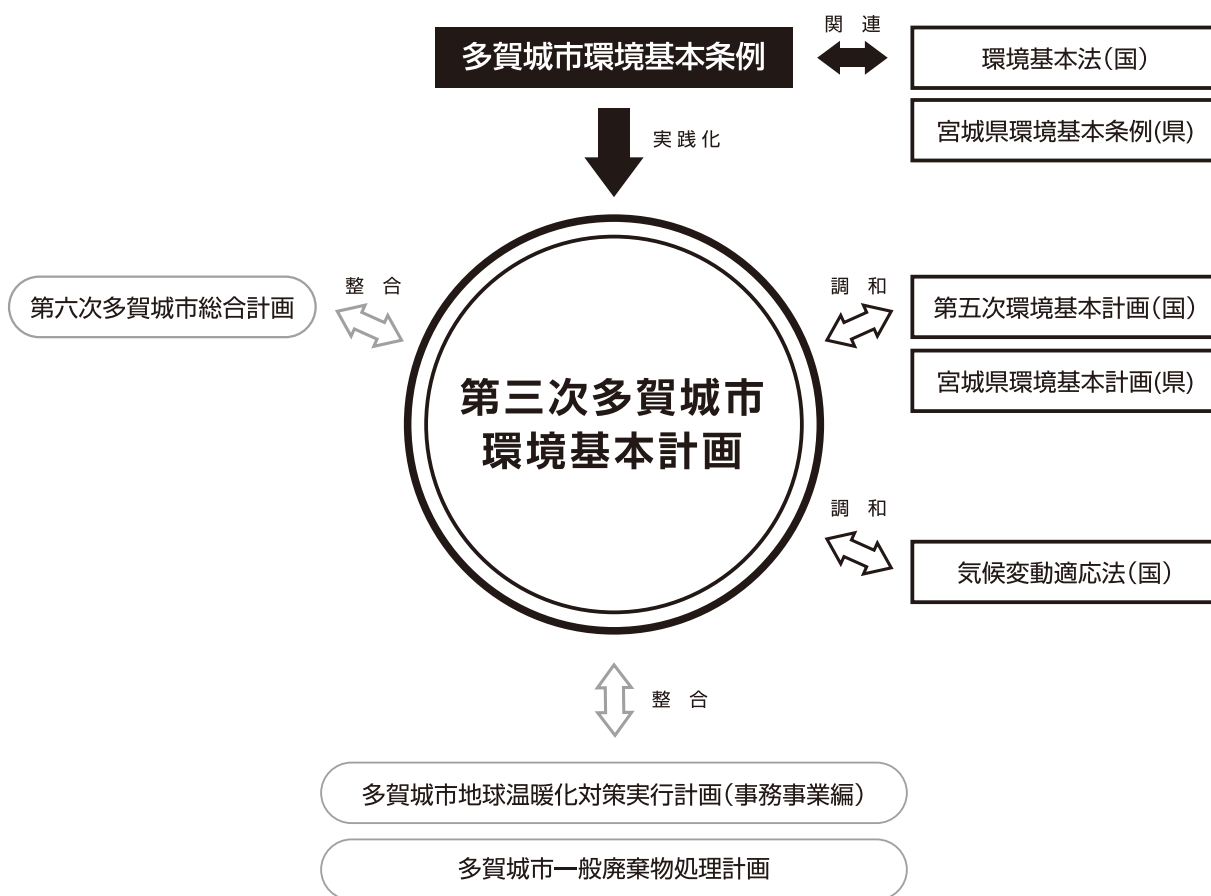 関連
多賀城市環境基本条例
環境基本法(国)
宮城県環境基本条例(県)
実践化
整合
調和
第六次多賀城市総合計画
第五次環境基本計画(国)
宮城県環境基本計画(県)
第三次多賀城市
環境基本計画
調和
気候変動適応法(国)
整合
多賀城市地球温暖化対策実行計画(事務事業編)
多賀城市一般廃棄物処理計画